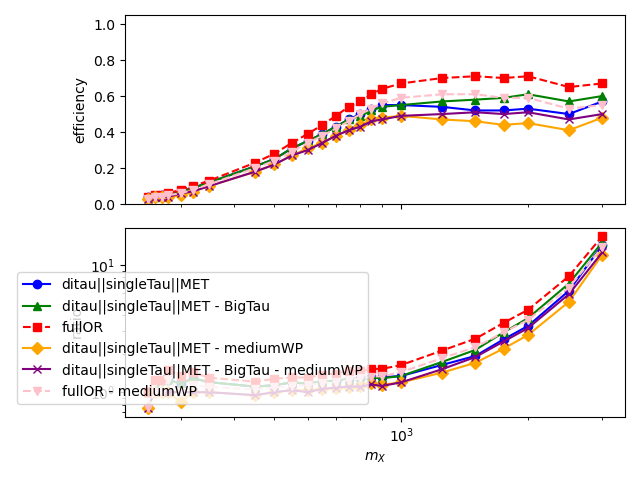 1.0
0.8
0.6
0.4
0.2
0.0
efficiency
10¹
10⁰
ditau||singleTau||MET
ditau||singleTau||MET - BigTau
fullOR
ditau||singleTau||MET - mediumWP
ditau||singleTau||MET - BigTau - mediumWP
fullOR - mediumWP
10³
m_X